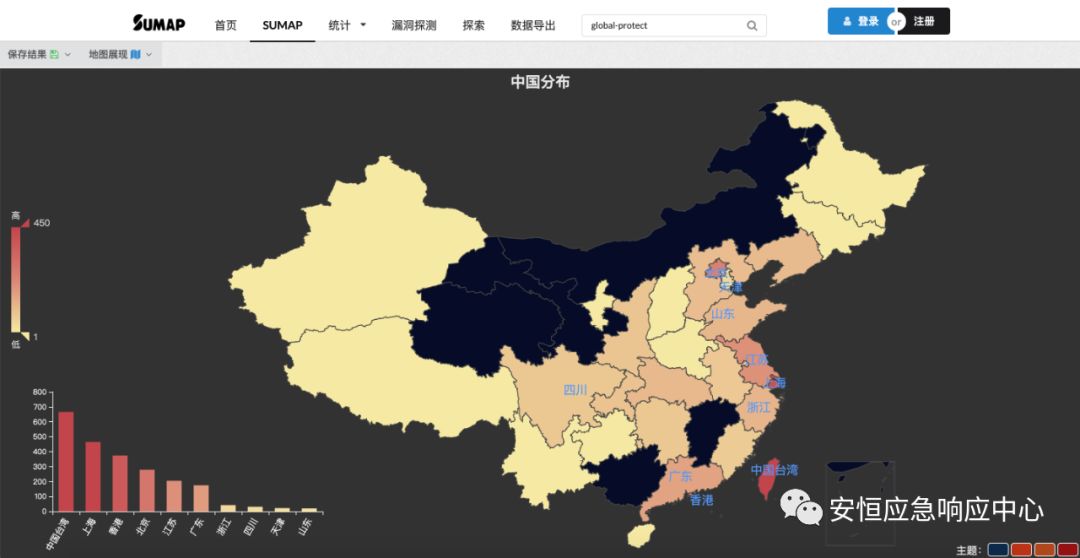 SUMAP 首页 SUMAP 统计 漏洞探测 探索 数据导出 global-protect 登录 or 注册
保存结果 地图展现
中国分布
高
450
1
低
北京
天津
山东
江苏
上海
四川
浙江
中国台湾
广东
香港
800
700
600
500
400
300
200
100
0
中国台湾 上海 香港 北京 江苏 广东 浙江 四川 天津 山东
安恒应急响应中心
主题: